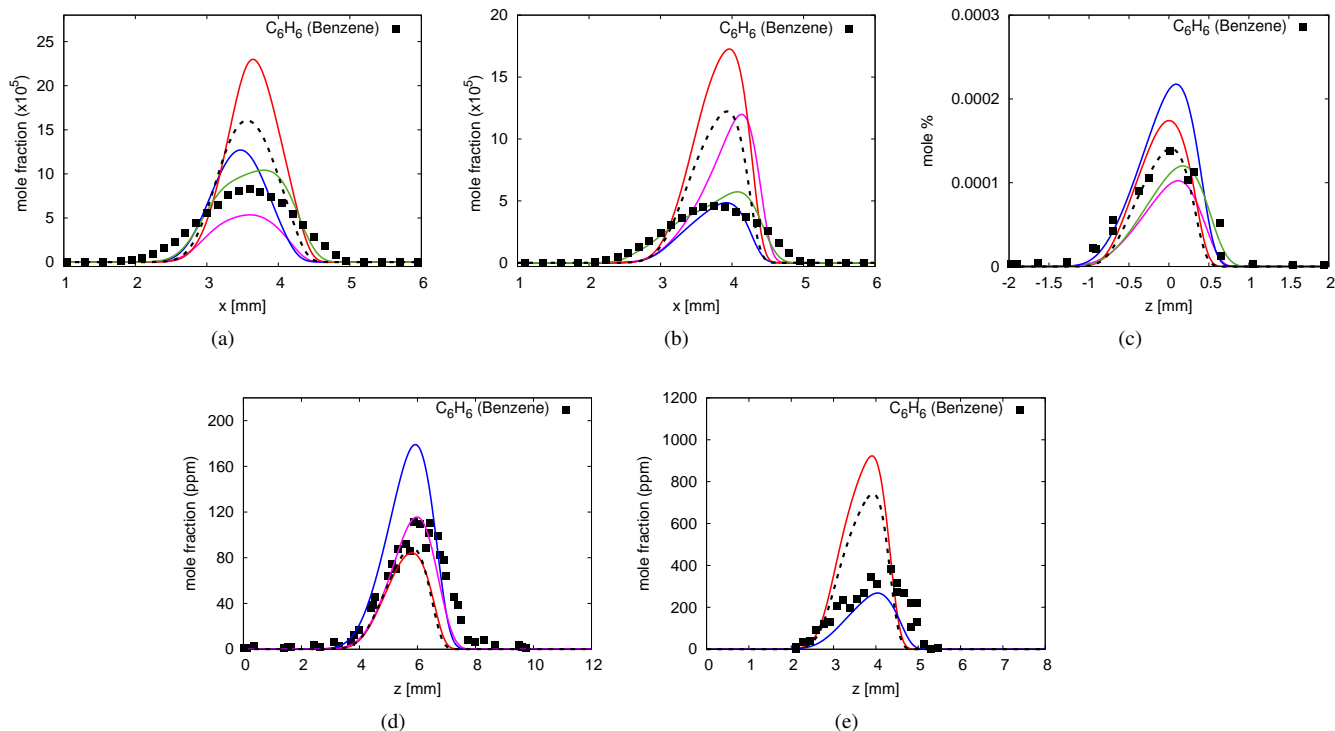 C₆H₆ (Benzene)
mole fraction (x10⁵)
25
20
15
10
5
0
1 2 3 4 5 6
x [mm]
(a)
C₆H₆ (Benzene)
mole fraction (x10⁵)
20
15
10
5
0
1 2 3 4 5 6
x [mm]
(b)
C₆H₆ (Benzene)
mole %
0.0003
0.0002
0.0001
0
-2 -1.5 -1 -0.5 0 0.5 1 1.5 2
z [mm]
(c)
C₆H₆ (Benzene)
mole fraction (ppm)
200
160
120
80
40
0
0 2 4 6 8 10 12
z [mm]
(d)
C₆H₆ (Benzene)
mole fraction (ppm)
1200
1000
800
600
400
200
0
0 1 2 3 4 5 6 7 8
z [mm]
(e)